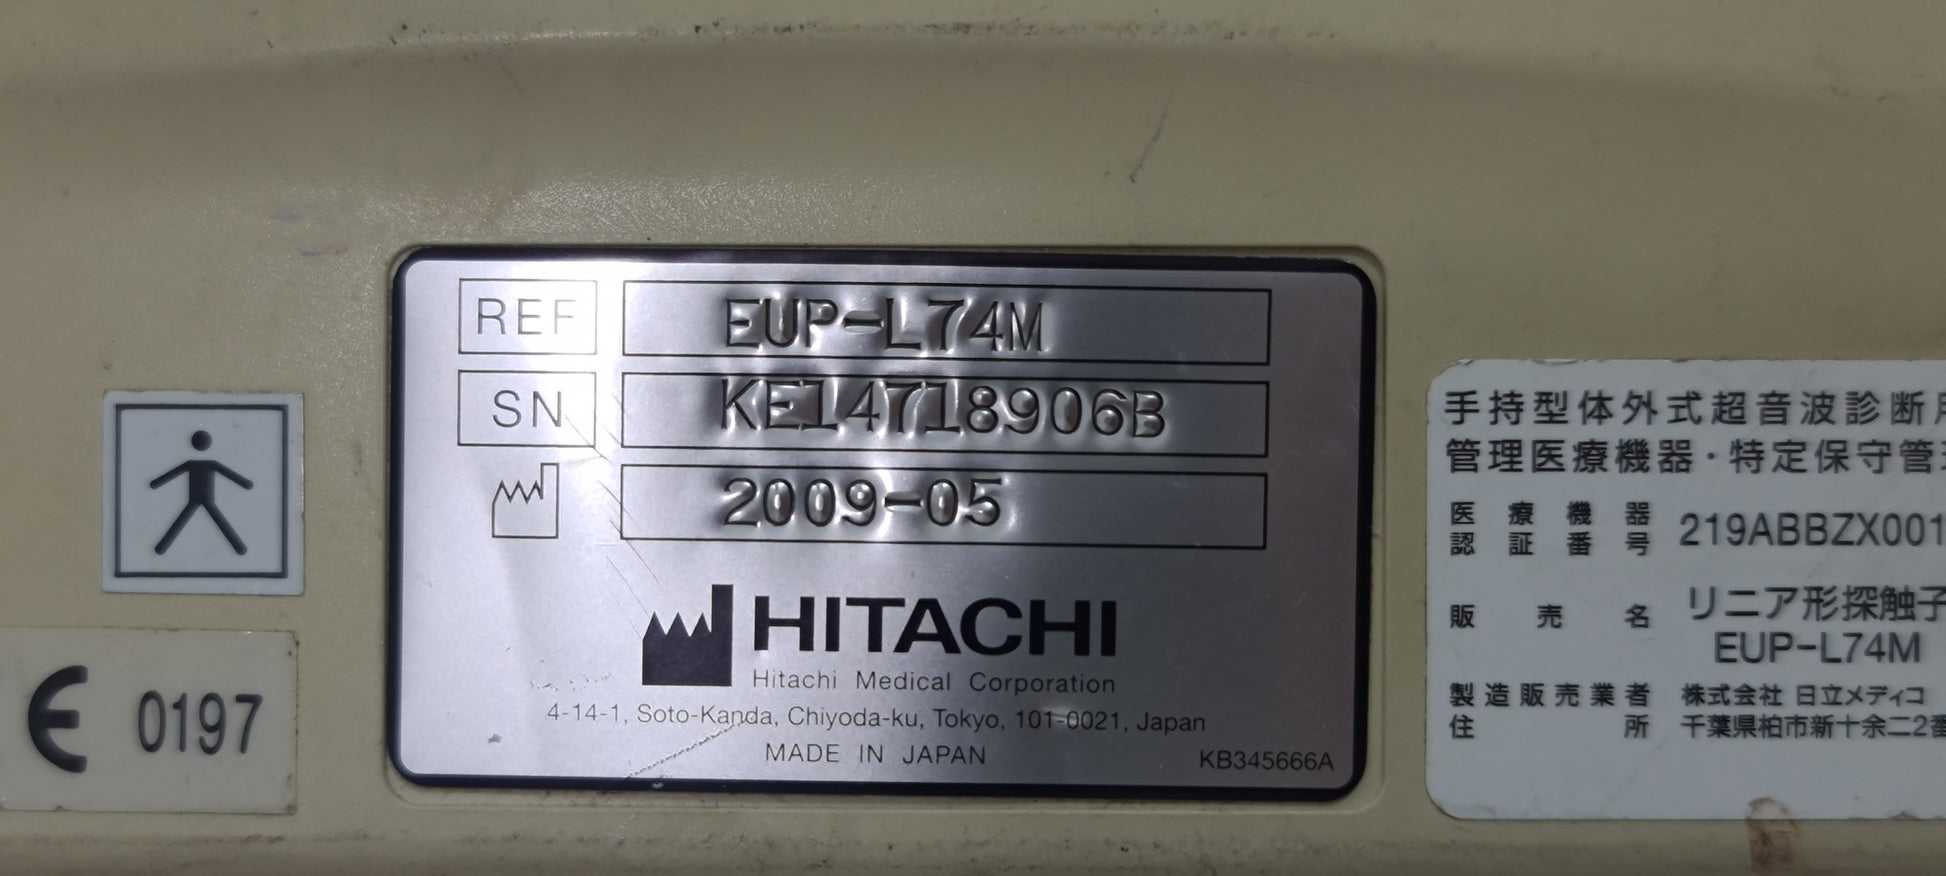 REF EUP-L74M
SN KE14718906B
2009-05
HITACHI
Hitachi Medical Corporation
4-14-1, Soto-Kanda, Chiyoda-ku, Tokyo, 101-0021, Japan
MADE IN JAPAN
KB345666A
CE 0197
手持型体外式超音波診断用
管理医療機器・特定保守管理
医療機器認証番号 219ABBZX001
販売名 リニア形探触子
EUP-L74M
製造販売業者 株式会社 日立メディコ
住所 千葉県柏市新十余二2番